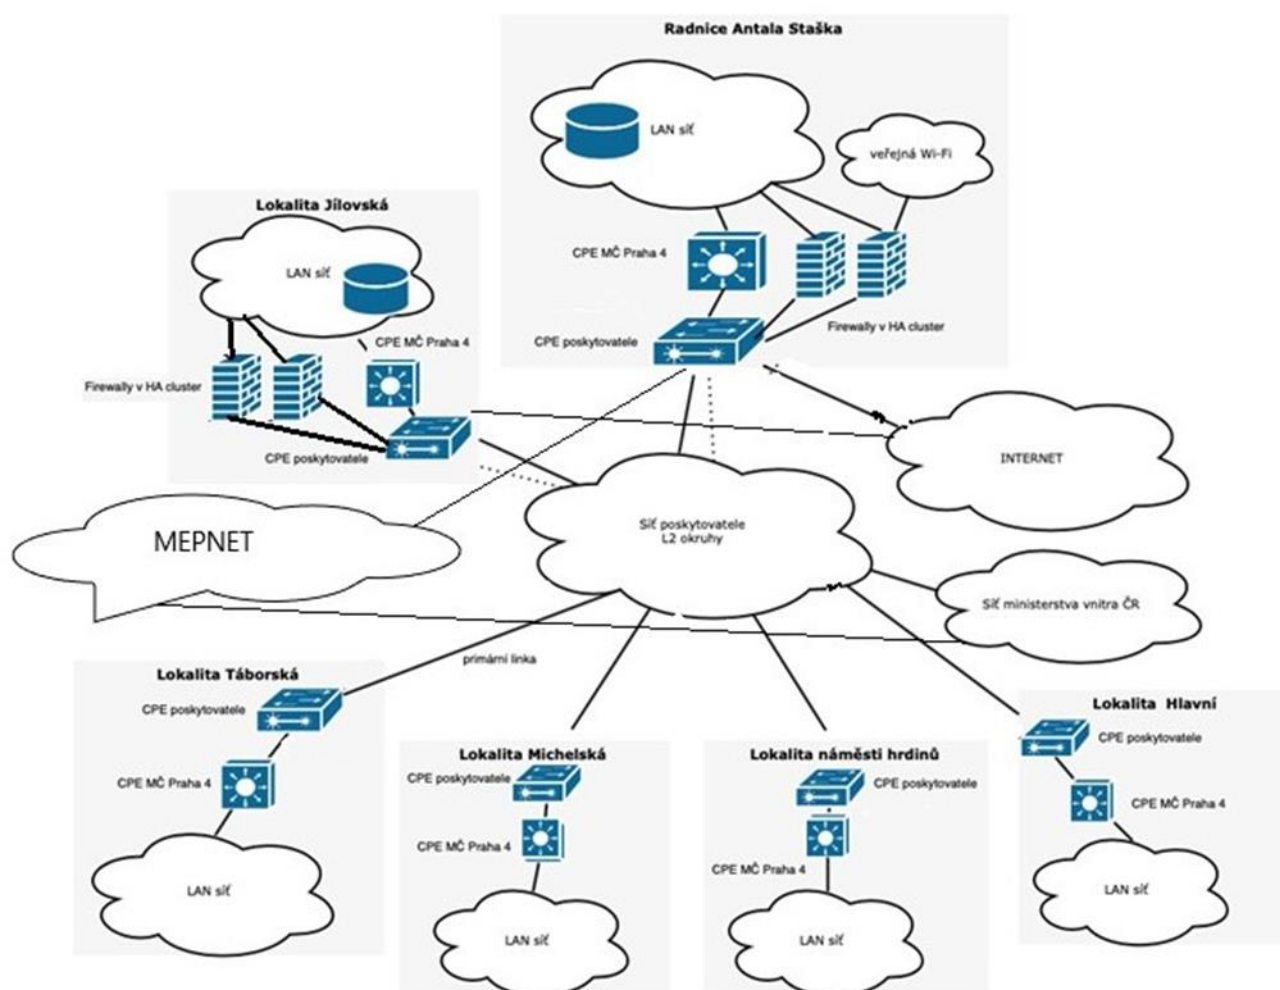 Radnice Antala Staška
LAN síť
veřejná Wi-Fi
CPE MČ Praha 4
CPE poskytovatele
Firewally v HA cluster
Lokalita Jílovská
LAN síť
CPE MČ Praha 4
Firewally v HA cluster
CPE poskytovatele
INTERNET
MEPNET
Síť poskytovatele
L2 okruhy
Síť ministerstva vnitra ČR
primární linka
Lokalita Táborská
CPE poskytovatele
CPE MČ Praha 4
LAN síť
Lokalita Michelská
CPE poskytovatele
CPE MČ Praha 4
LAN síť
Lokalita náměsti hrdinů
CPE poskytovatele
CPE MČ Praha 4
LAN síť
Lokalita Hlavní
CPE poskytovatele
CPE MČ Praha 4
LAN síť